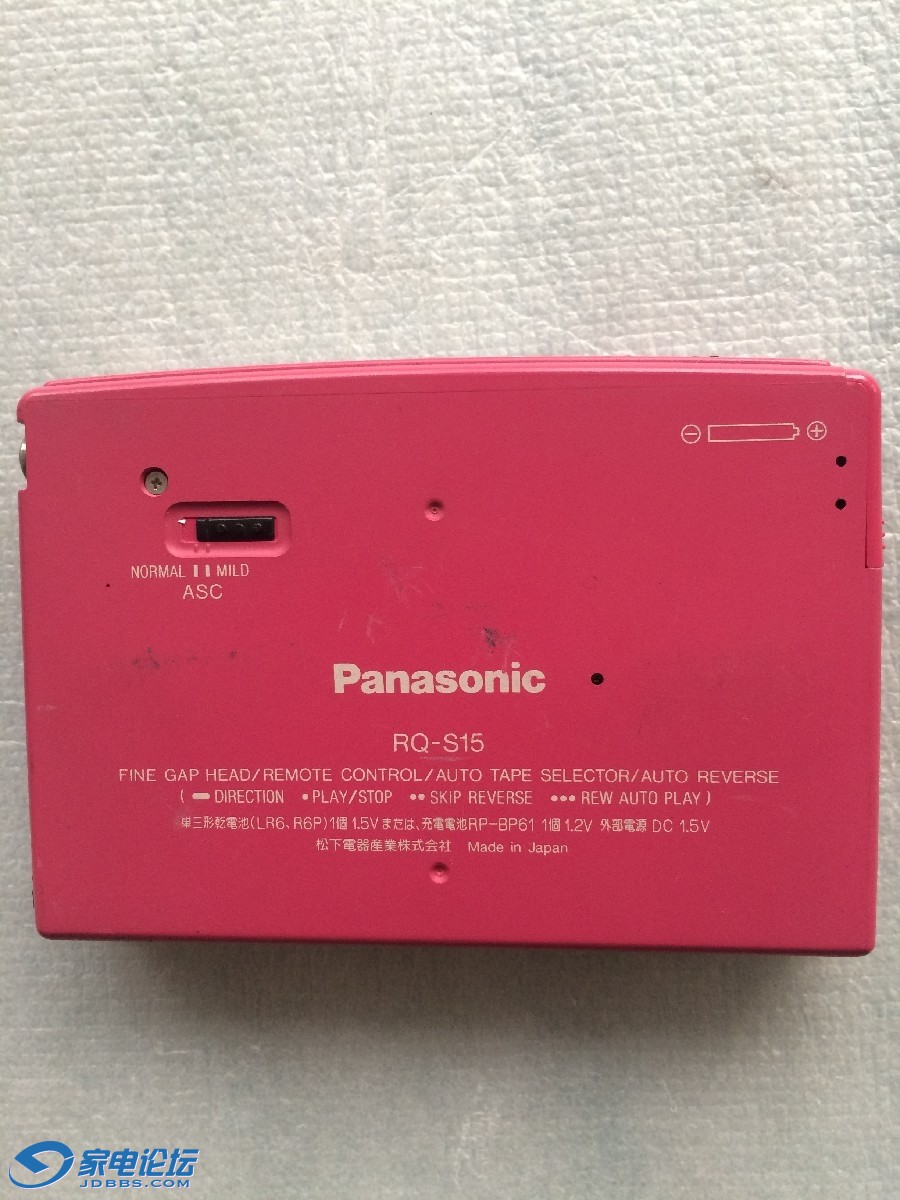 ⊖ ⊕
NORMAL ❙❙ MILD
ASC
Panasonic
RQ-S15
FINE GAP HEAD/REMOTE CONTROL/AUTO TAPE SELECTOR/AUTO REVERSE
( ━ DIRECTION •PLAY/STOP ••SKIP REVERSE •••REW AUTO PLAY )
単三形乾電池(LR6、R6P)1個 1.5Vまたは、充電電池RP-BP61 1個 1.2V 外部電源 DC 1.5V
松下電器産業株式会社 Made in Japan
家电论坛
JDBBS.COM